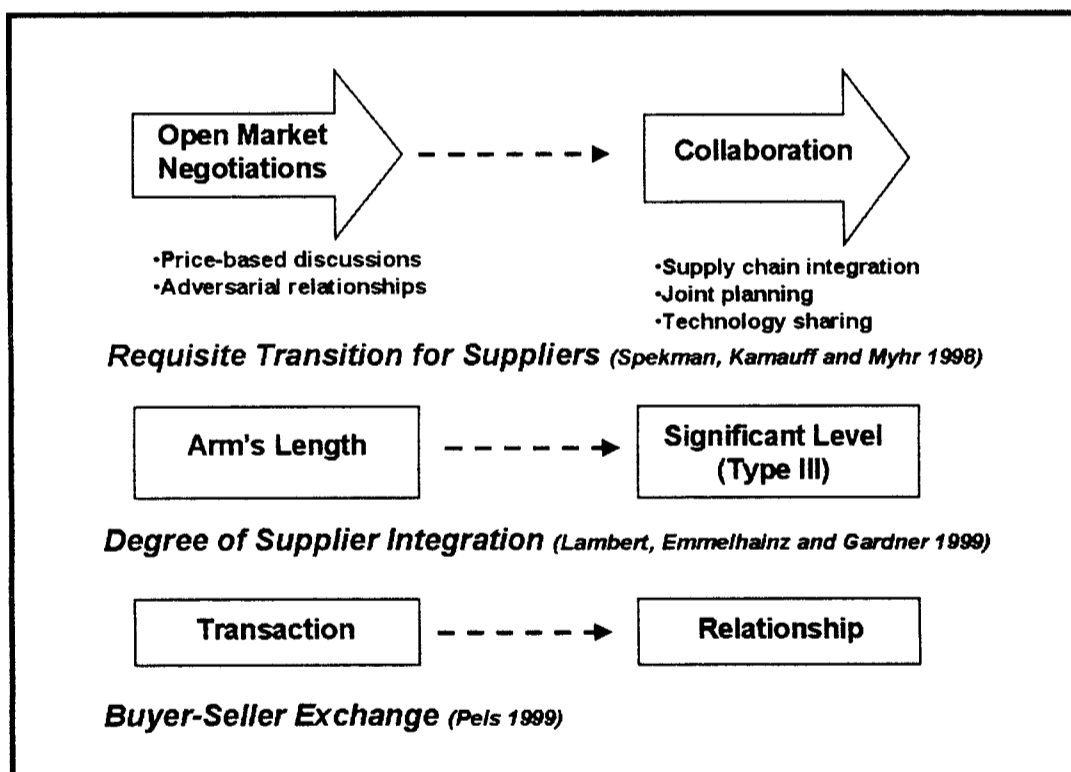 Open Market
Negotiations
Collaboration
•Price-based discussions
•Adversarial relationships
•Supply chain integration
•Joint planning
•Technology sharing
Requisite Transition for Suppliers (Spekman, Kamauff and Myhr 1998)
Arm's Length
Significant Level
(Type III)
Degree of Supplier Integration (Lambert, Emmelhainz and Gardner 1999)
Transaction
Relationship
Buyer-Seller Exchange (Pels 1999)